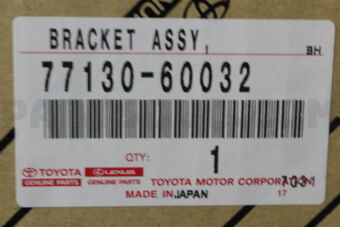 BRACKET ASSY,
BH
77130-60032
QTY: 1
TOYOTA LEXUS
GENUINE PARTS GENUINE PARTS TOYOTA MOTOR CORPORATION
MADE IN JAPAN 17